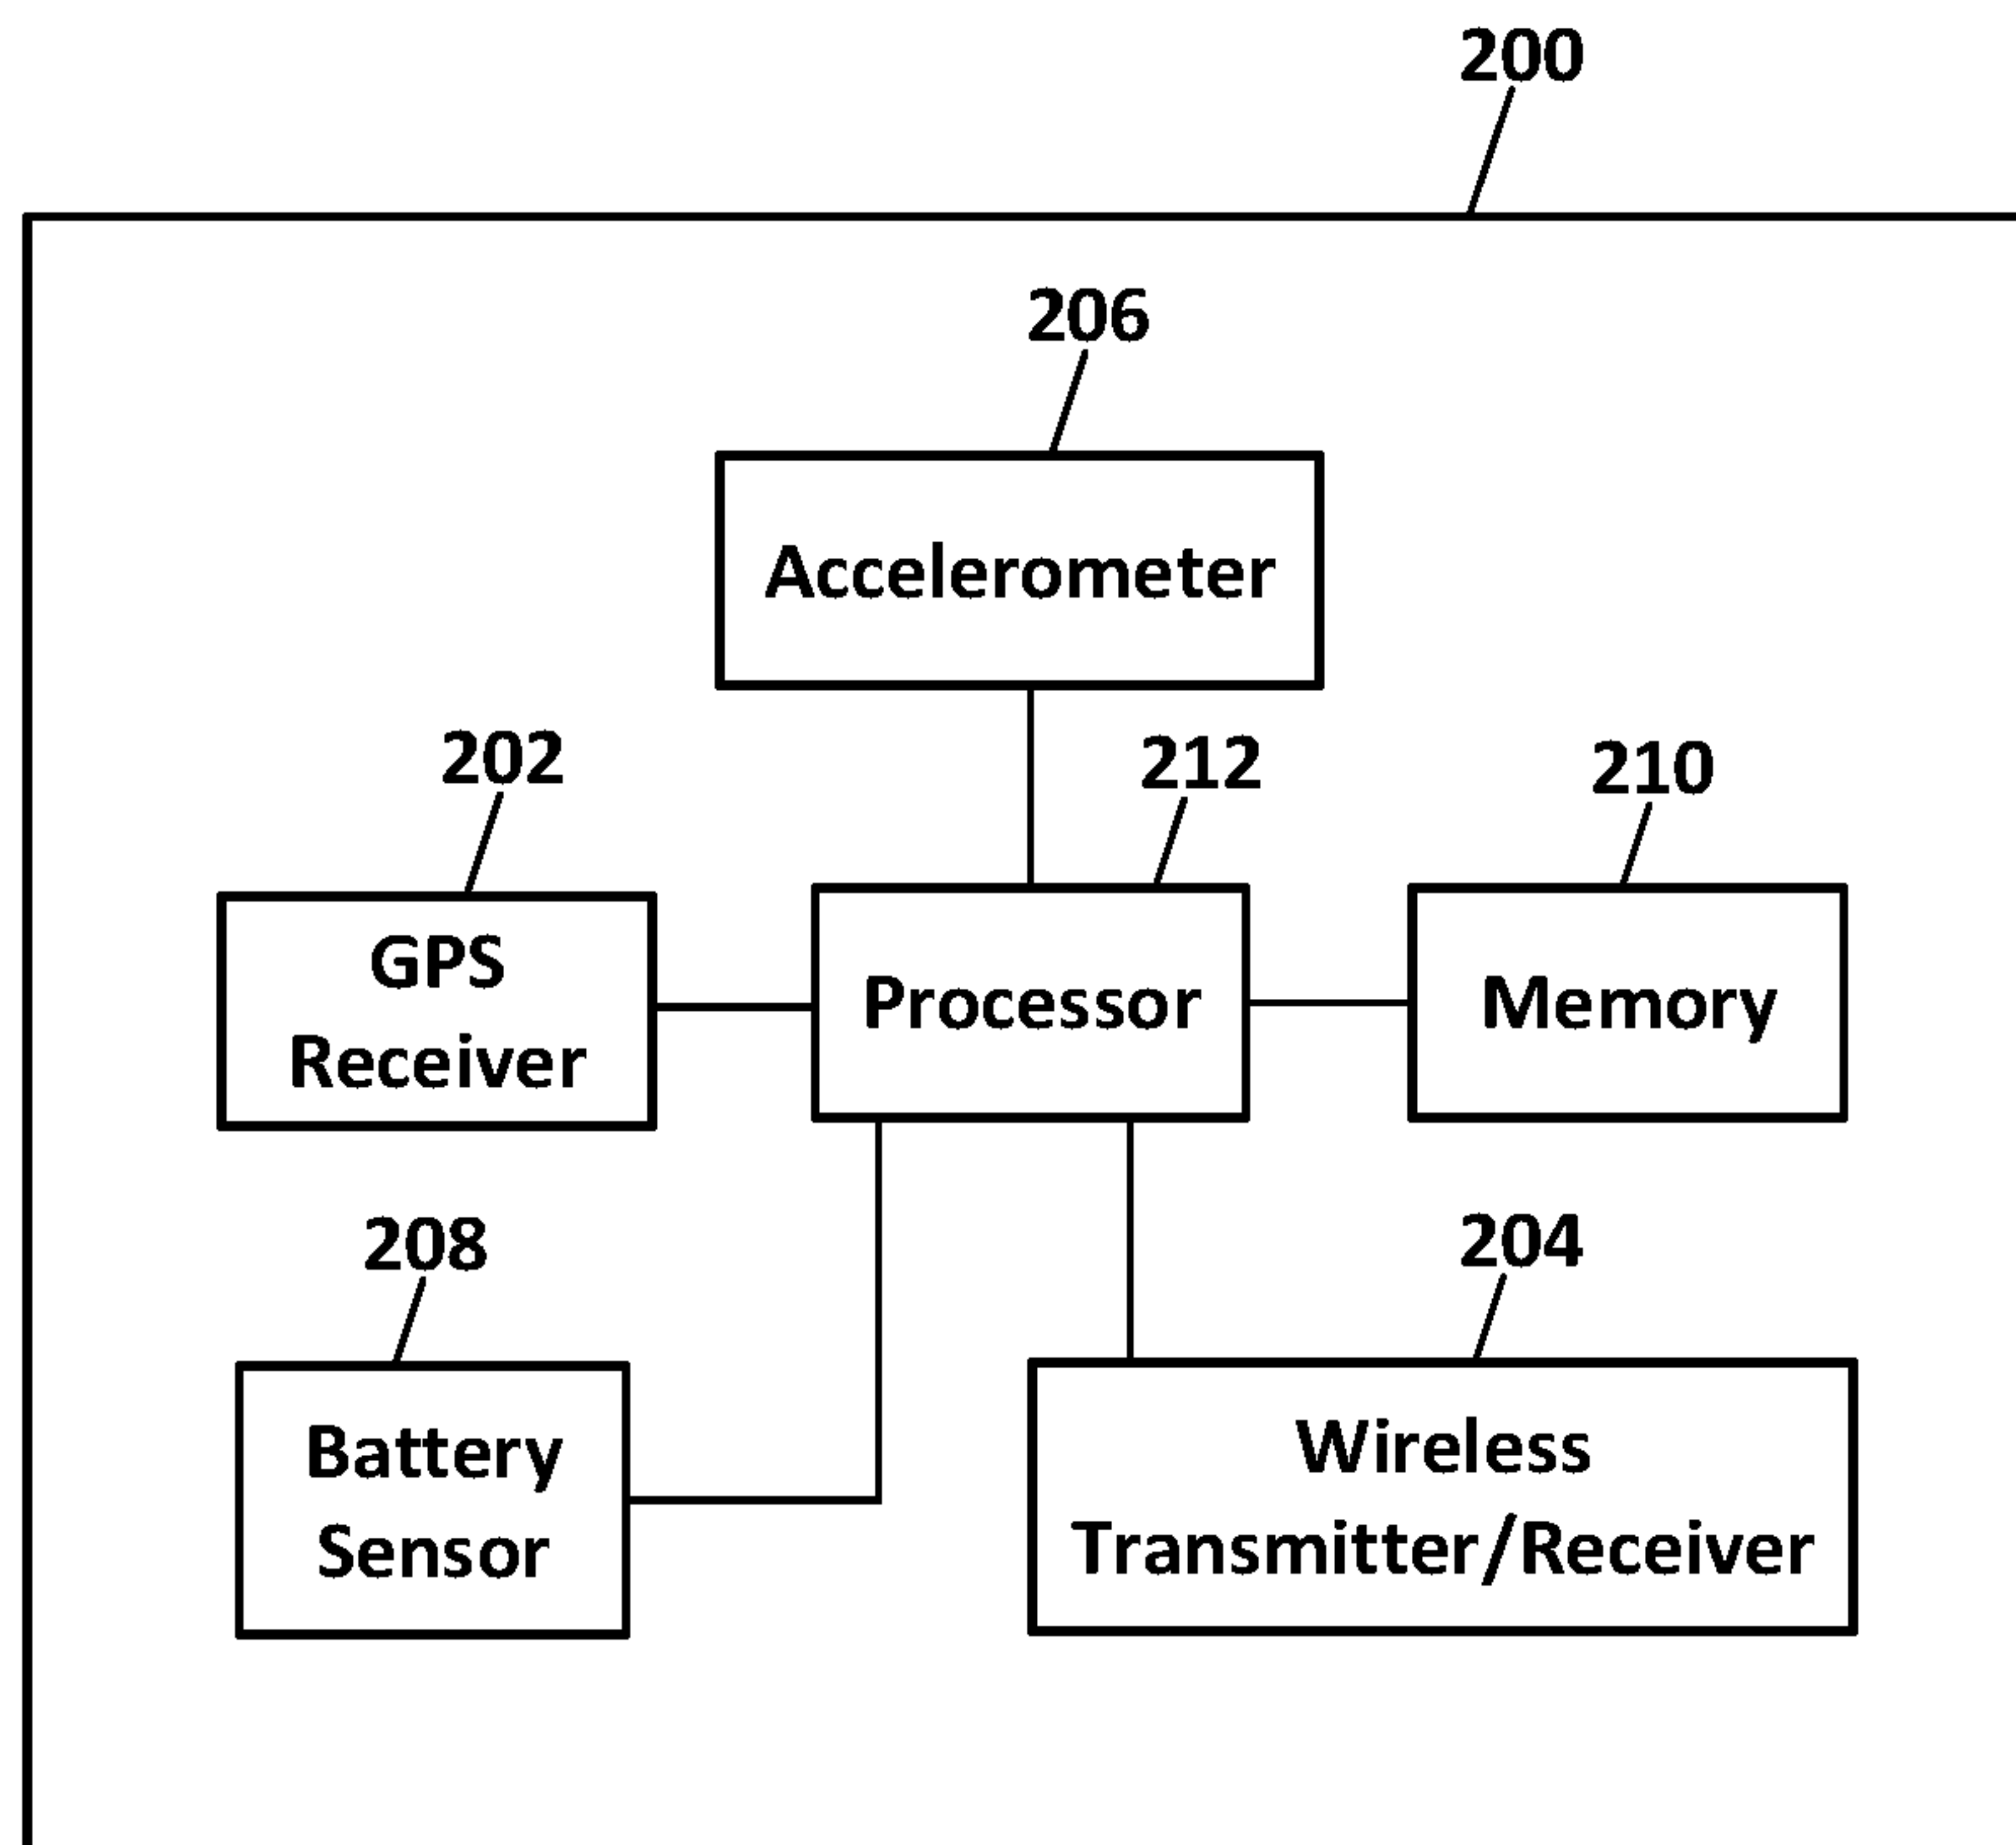 200
206
Accelerometer
202
212
210
GPS
Receiver
Processor
Memory
208
204
Battery
Sensor
Wireless
Transmitter/Receiver